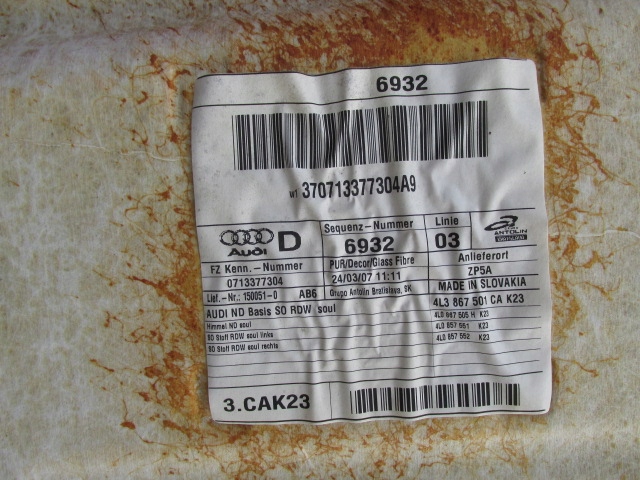 6932
w1 370713377304A9
Audi D
Sequenz-Nummer
6932
Linie
03
ANTOLIN
FZ Kenn.-Nummer
0713377304
PUR/Decor/Glass Fibre
24/03/07 11:11
Anlieferort
ZP5A
Lief.-Nr.: 150051-0 AB6
Grupo Antolin Bratislava, SK
MADE IN SLOVAKIA
AUDI ND Basis SO RDW soul
4L3 867 501 CA K23
Himmel ND soul
4L0 867 505 H K23
SO Stoff RDW soul links
4L0 857 551 K23
SO Stoff RDW soul rechts
4L0 857 552 K23
3.CAK23